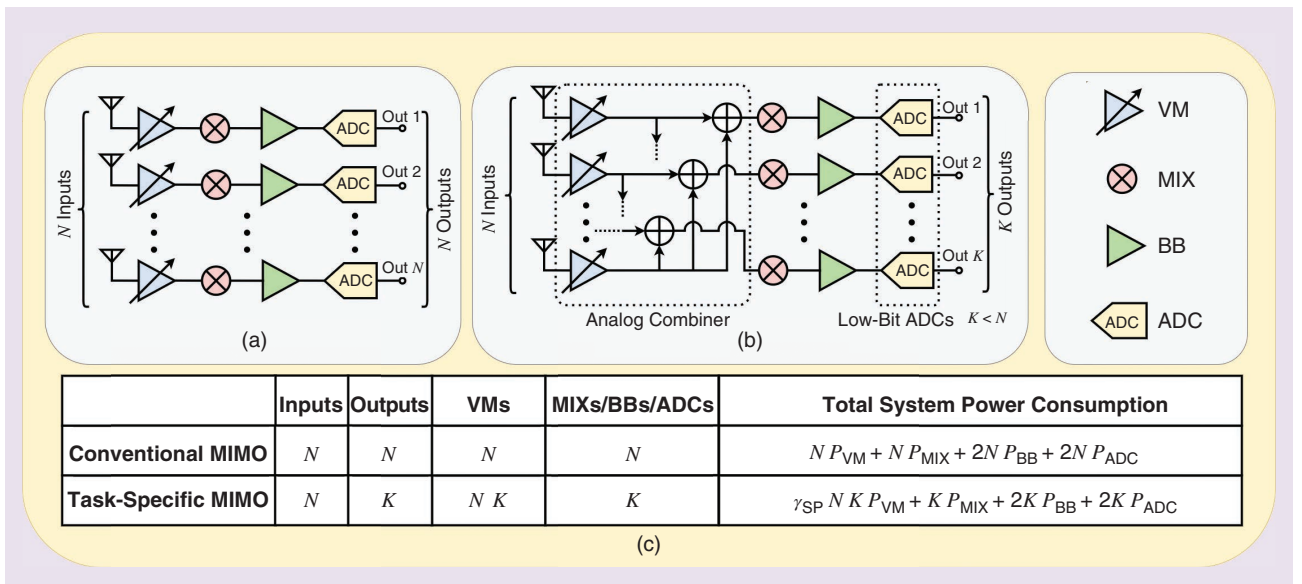 N Inputs
ADC
Out 1
ADC
Out 2
ADC
Out N
N Outputs
(a)
N Inputs
ADC
Out 1
ADC
Out 2
ADC
Out K
K Outputs
Analog Combiner
Low-Bit ADCs K < N
(b)
VM
MIX
BB
ADC ADC
Inputs Outputs VMs MIXs/BBs/ADCs Total System Power Consumption
Conventional MIMO N N N N N P_VM + N P_MIX + 2N P_BB + 2N P_ADC
Task-Specific MIMO N K N K K γ_SP N K P_VM + K P_MIX + 2K P_BB + 2K P_ADC
(c)